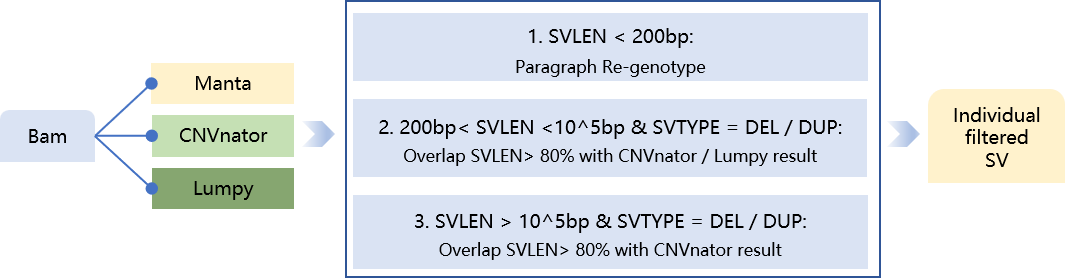 Bam
Manta
CNVnator
Lumpy
1. SVLEN < 200bp:
Paragraph Re-genotype
2. 200bp< SVLEN <10^5bp & SVTYPE = DEL / DUP:
Overlap SVLEN> 80% with CNVnator / Lumpy result
3. SVLEN > 10^5bp & SVTYPE = DEL / DUP:
Overlap SVLEN> 80% with CNVnator result
Individual
filtered
SV